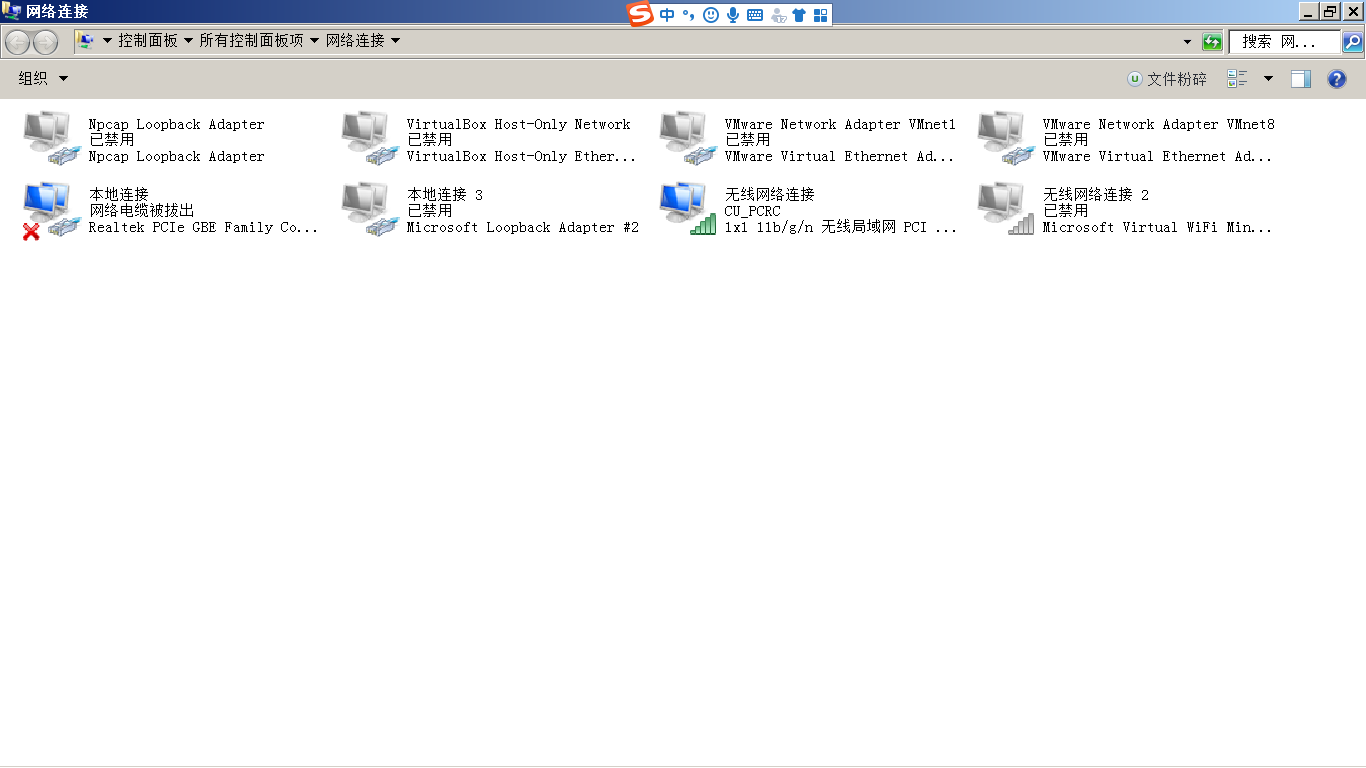 网络连接
中
控制面板 所有控制面板项 网络连接
搜索 网...
组织
文件粉碎
Npcap Loopback Adapter
已禁用
Npcap Loopback Adapter
VirtualBox Host-Only Network
已禁用
VirtualBox Host-Only Ether...
VMware Network Adapter VMnet1
已禁用
VMware Virtual Ethernet Ad...
VMware Network Adapter VMnet8
已禁用
VMware Virtual Ethernet Ad...
本地连接
网络电缆被拔出
Realtek PCIe GBE Family Co...
本地连接 3
已禁用
Microsoft Loopback Adapter #2
无线网络连接
CU_PCRC
1x1 11b/g/n 无线局域网 PCI ...
无线网络连接 2
已禁用
Microsoft Virtual WiFi Min...